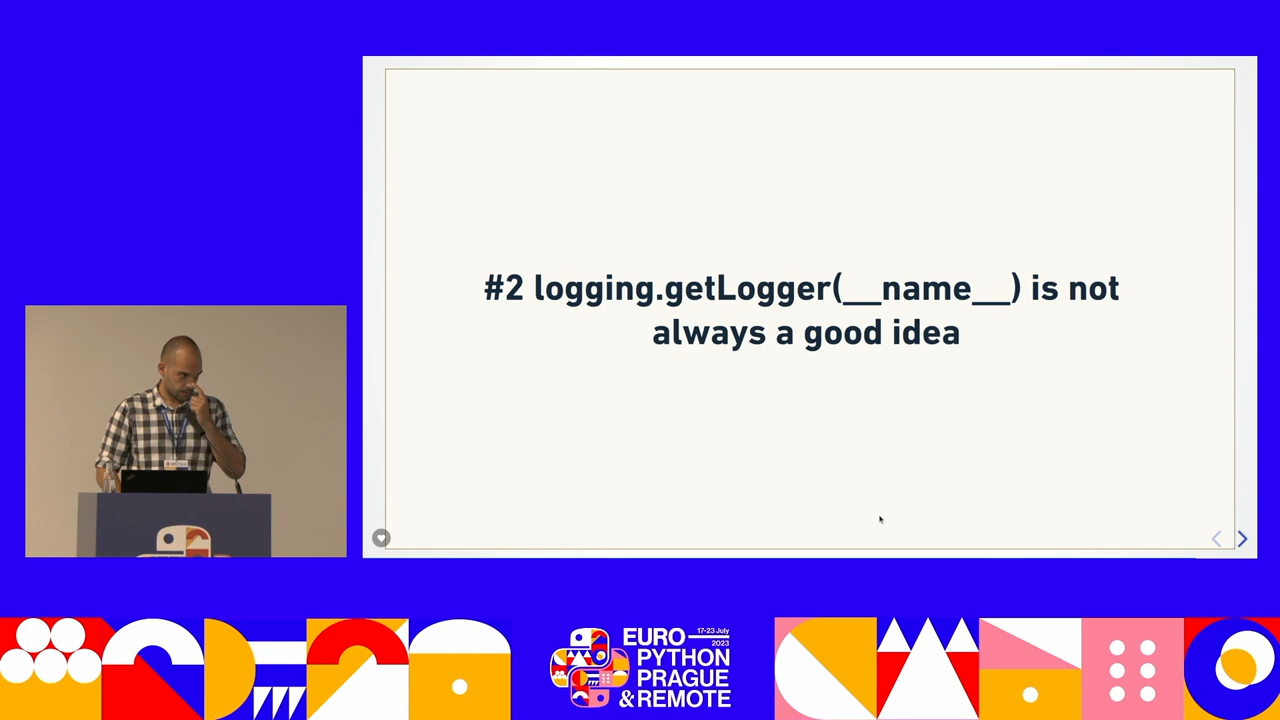 #2 logging.getLogger(__name__) is not
always a good idea
EURO
17-23 July
2023
PYTHON
PRAGUE
& REMOTE